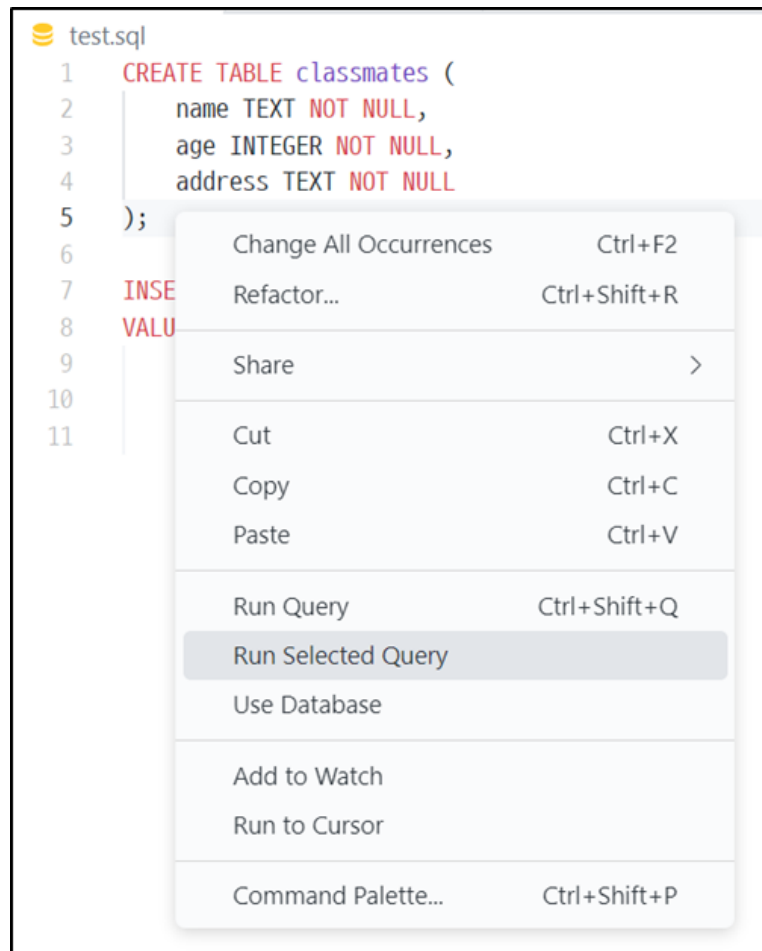 test.sql
1 CREATE TABLE classmates (
2 name TEXT NOT NULL,
3 age INTEGER NOT NULL,
4 address TEXT NOT NULL
5 );
6
7 INSE
8 VALU
9
10
11
Change All Occurrences Ctrl+F2
Refactor... Ctrl+Shift+R
Share
Cut Ctrl+X
Copy Ctrl+C
Paste Ctrl+V
Run Query Ctrl+Shift+Q
Run Selected Query
Use Database
Add to Watch
Run to Cursor
Command Palette... Ctrl+Shift+P